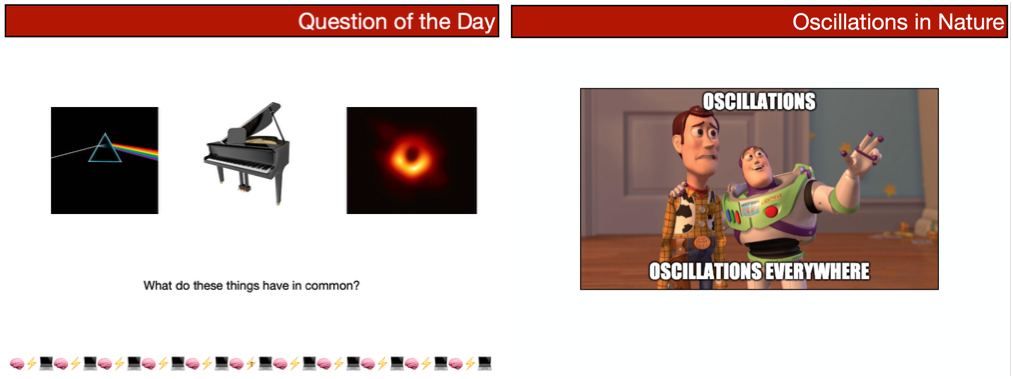 Question of the Day
What do these things have in common?
Oscillations in Nature
OSCILLATIONS
OSCILLATIONS EVERYWHERE